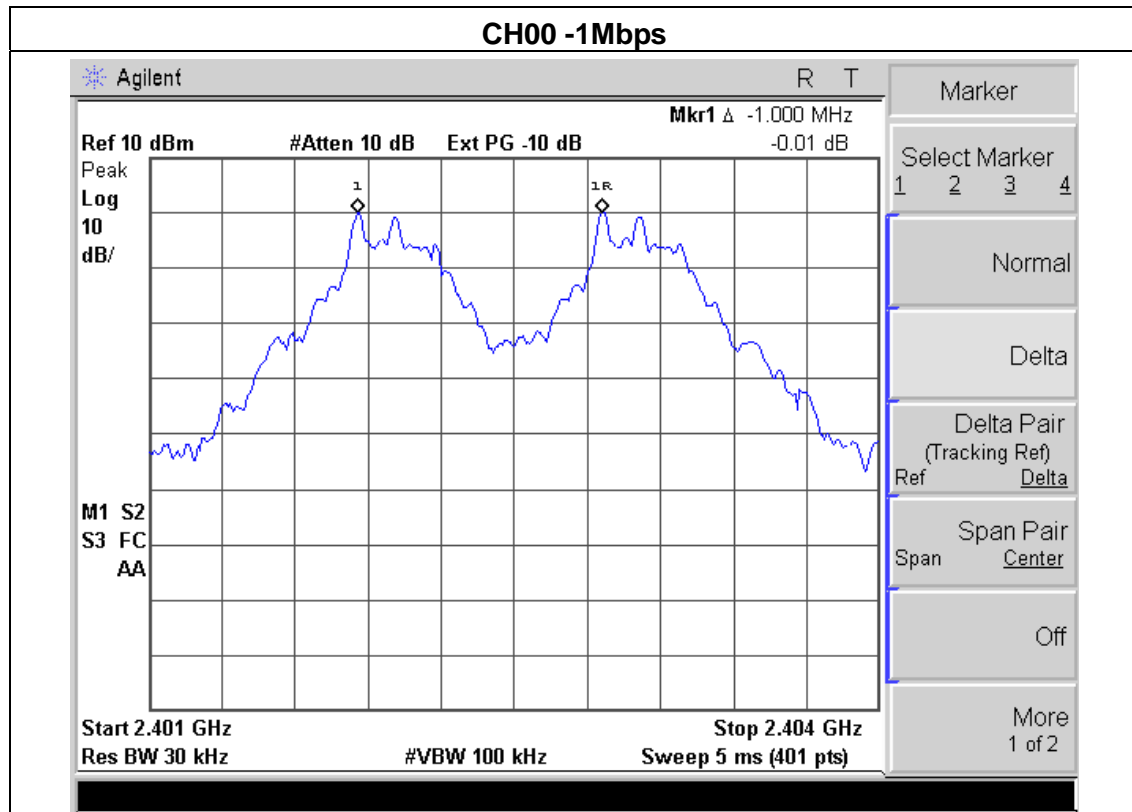 CH00 -1Mbps
Agilent R T
Mkr1 Δ -1.000 MHz
Ref 10 dBm #Atten 10 dB Ext PG -10 dB -0.01 dB
Peak
Log
10
dB/
1
1R
M1 S2
S3 FC
AA
Start 2.401 GHz Stop 2.404 GHz
Res BW 30 kHz #VBW 100 kHz Sweep 5 ms (401 pts)
Marker
Select Marker
1 2 3 4
Normal
Delta
Delta Pair
(Tracking Ref)
Ref Delta
Span Pair
Span Center
Off
More
1 of 2